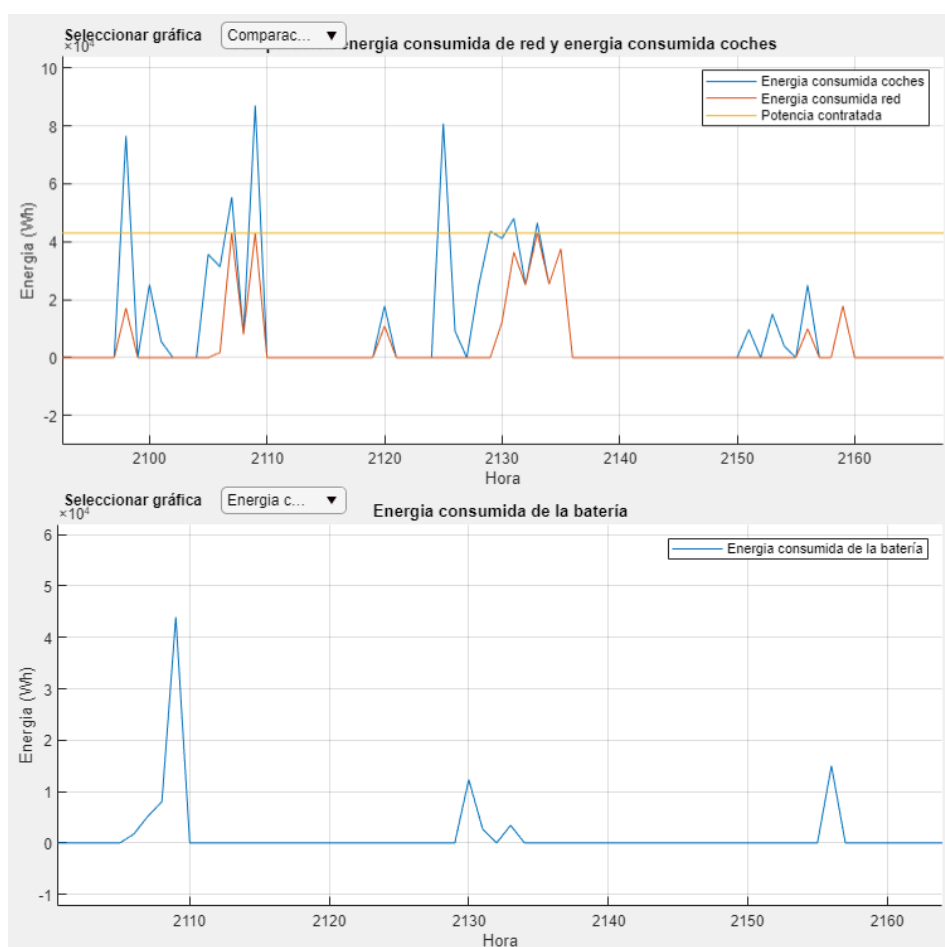 Seleccionar gráfica Comparac... ▼ energia consumida de red y energia consumida coches
×10⁴
10
8
6
4
2
0
-2
Energia (Wh)
Energia consumida coches
Energia consumida red
Potencia contratada
2100 2110 2120 2130 2140 2150 2160
Hora
Seleccionar gráfica Energia c... ▼
×10⁴
Energia consumida de la batería
6
5
4
3
2
1
0
-1
Energia (Wh)
Energia consumida de la batería
2110 2120 2130 2140 2150 2160
Hora